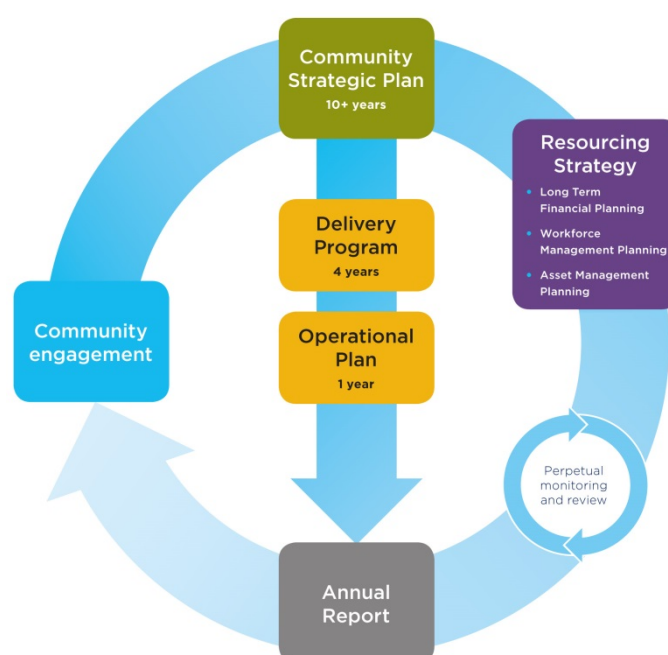 Community
Strategic Plan
10+ years
Resourcing
Strategy
• Long Term
Financial Planning
• Workforce
Management Planning
• Asset Management
Planning
Delivery
Program
4 years
Community
engagement
Operational
Plan
1 year
Perpetual
monitoring
and review
Annual
Report